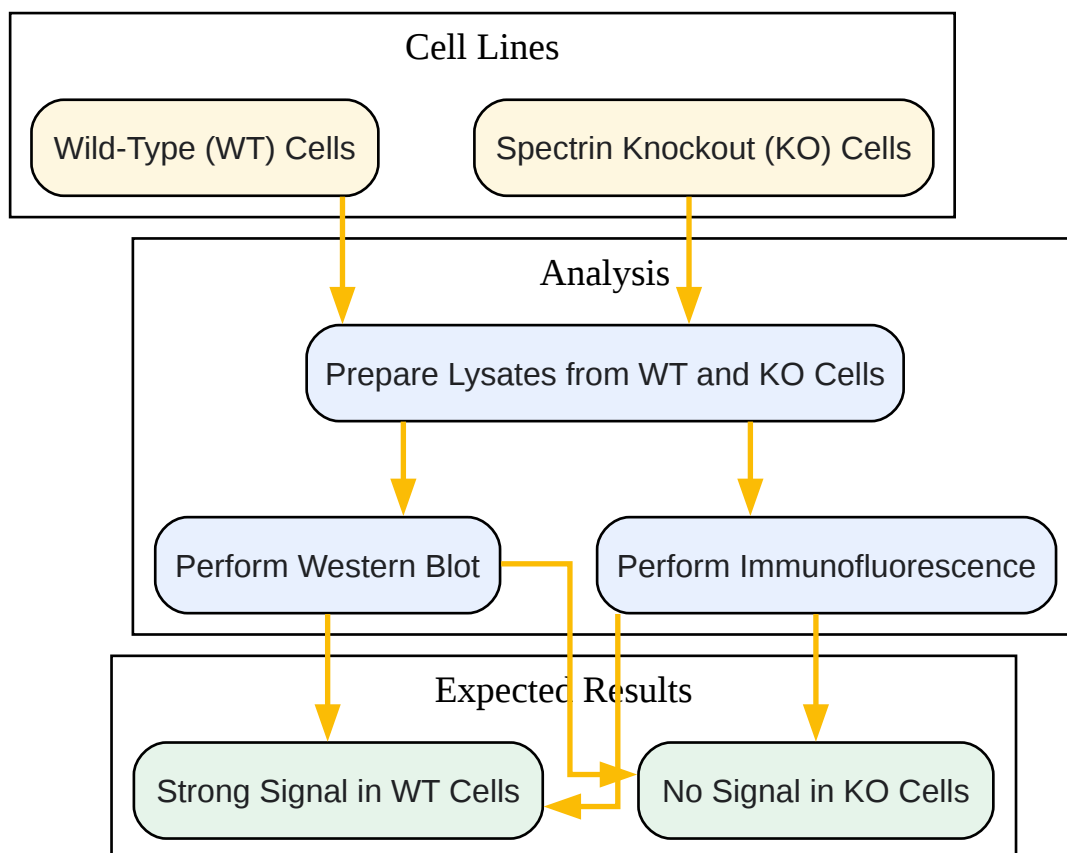 Cell Lines
Wild-Type (WT) Cells
Spectrin Knockout (KO) Cells
Analysis
Prepare Lysates from WT and KO Cells
Perform Western Blot
Perform Immunofluorescence
Expected Results
Strong Signal in WT Cells
No Signal in KO Cells